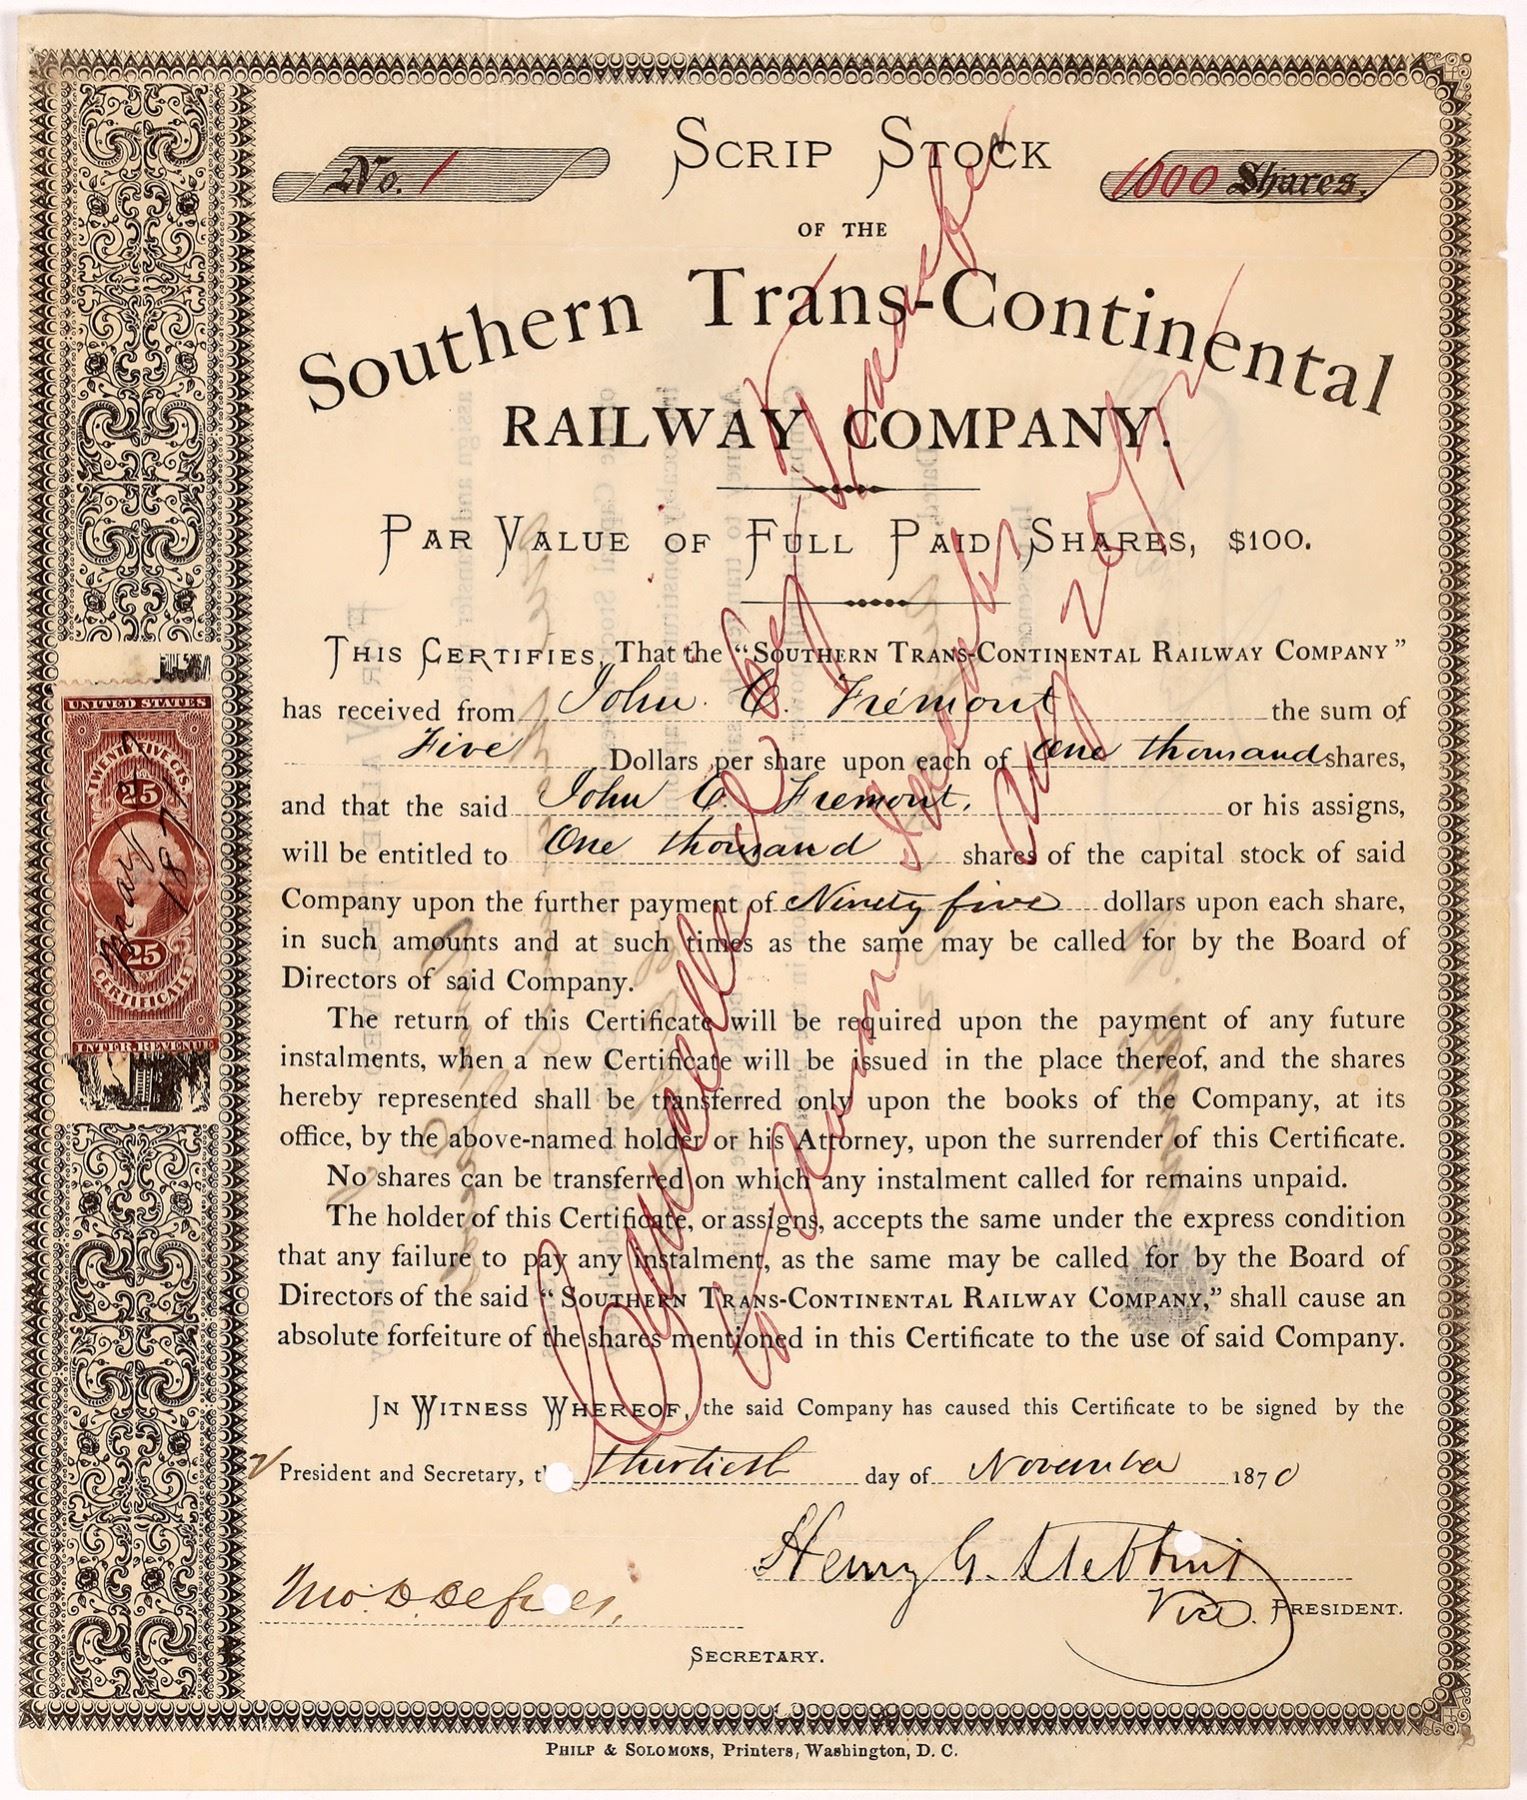 No. 1
SCRIP STOCK
1000 Shares.
OF THE
Southern Trans-Continental
RAILWAY COMPANY.
PAR VALUE OF FULL PAID SHARES, $100.
THIS CERTIFIES, That the "SOUTHERN TRANS-CONTINENTAL RAILWAY COMPANY"
has received from John. C. Frémont the sum of
Five Dollars per share upon each of One thousand shares,
and that the said John C. Fremont, or his assigns,
will be entitled to One thousand shares of the capital stock of said
Company upon the further payment of Ninety five dollars upon each share,
in such amounts and at such times as the same may be called for by the Board of
Directors of said Company.
The return of this Certificate will be required upon the payment of any future
instalments, when a new Certificate will be issued in the place thereof, and the shares
hereby represented shall be transferred only upon the books of the Company, at its
office, by the above-named holder or his Attorney, upon the surrender of this Certificate.
No shares can be transferred on which any instalment called for remains unpaid.
The holder of this Certificate, or assigns, accepts the same under the express condition
that any failure to pay any instalment, as the same may be called for by the Board of
Directors of the said "SOUTHERN TRANS-CONTINENTAL RAILWAY COMPANY," shall cause an
absolute forfeiture of the shares mentioned in this Certificate to the use of said Company.
IN WITNESS WHEREOF, the said Company has caused this Certificate to be signed by the
President and Secretary, t thirtieth day of November 1870
Henry G. Stebbins
Vice. PRESIDENT.
Jno. D. Defrees,
SECRETARY.
PHILP & SOLOMONS, Printers, Washington, D. C.
UNITED STATES
TWENTY FIVE CTS.
25
1871
25
CERTIFICATE
INTER. REVENUE
Cancelled by Transfer